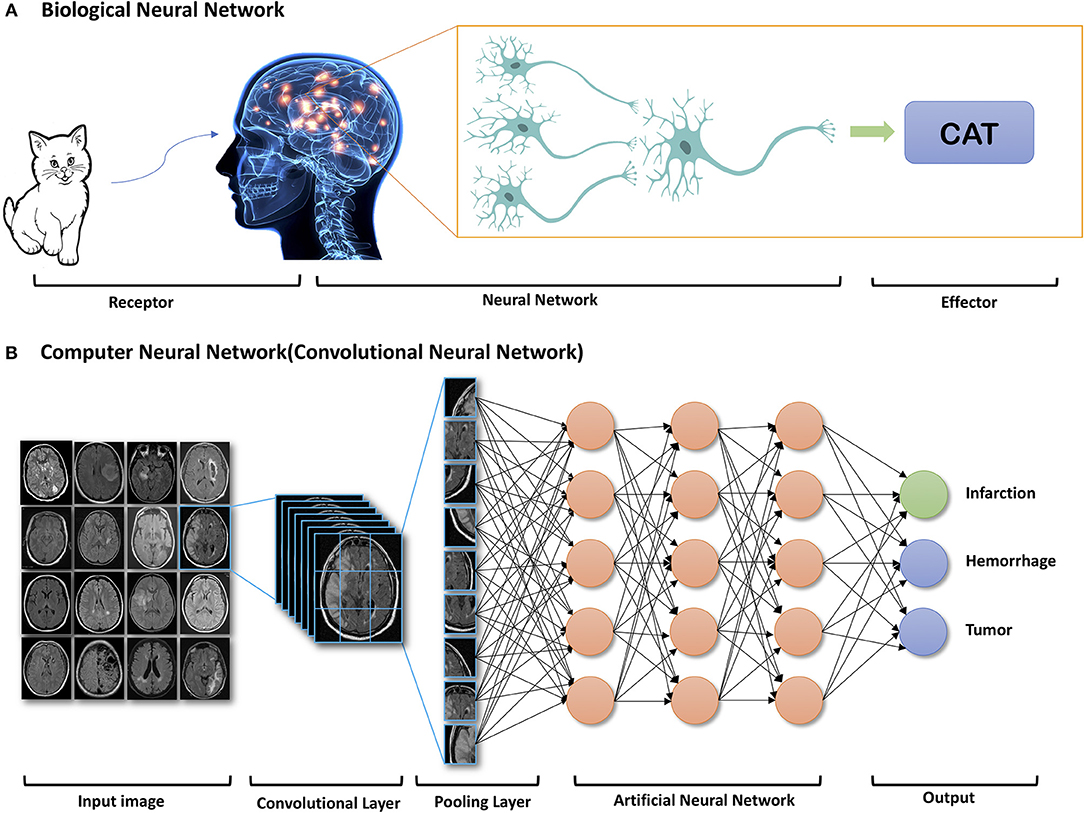 A Biological Neural Network
CAT
Receptor
Neural Network
Effector
B Computer Neural Network(Convolutional Neural Network)
Infarction
Hemorrhage
Tumor
Input image
Convolutional Layer
Pooling Layer
Artificial Neural Network
Output